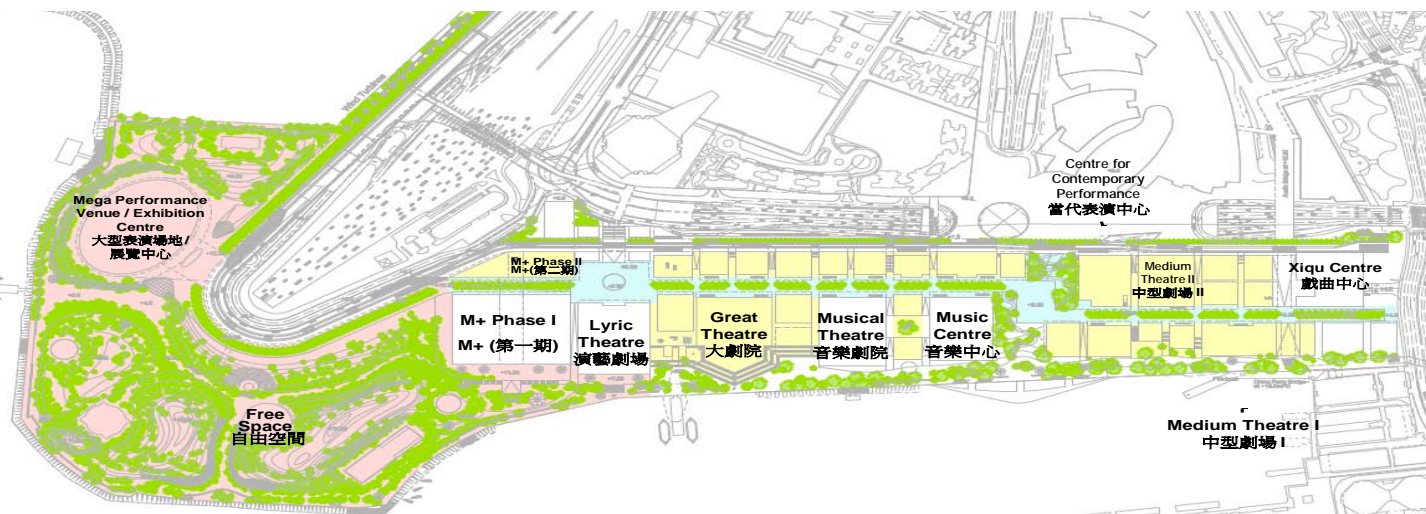 Wind Turbines
Mega Performance
Venue / Exhibition
Centre
大型表演場地/
展覽中心
Free
Space
自由空間
M+ Phase II
M+(第二期)
M+ Phase I
M+ (第一期)
Lyric
Theatre
演藝劇場
Great
Theatre
大劇院
Musical
Theatre
音樂劇院
Music
Centre
音樂中心
Centre for
Contemporary
Performance
當代表演中心
Medium
Theatre II
中型劇場 II
Xiqu Centre
戲曲中心
Medium Theatre I
中型劇場 I